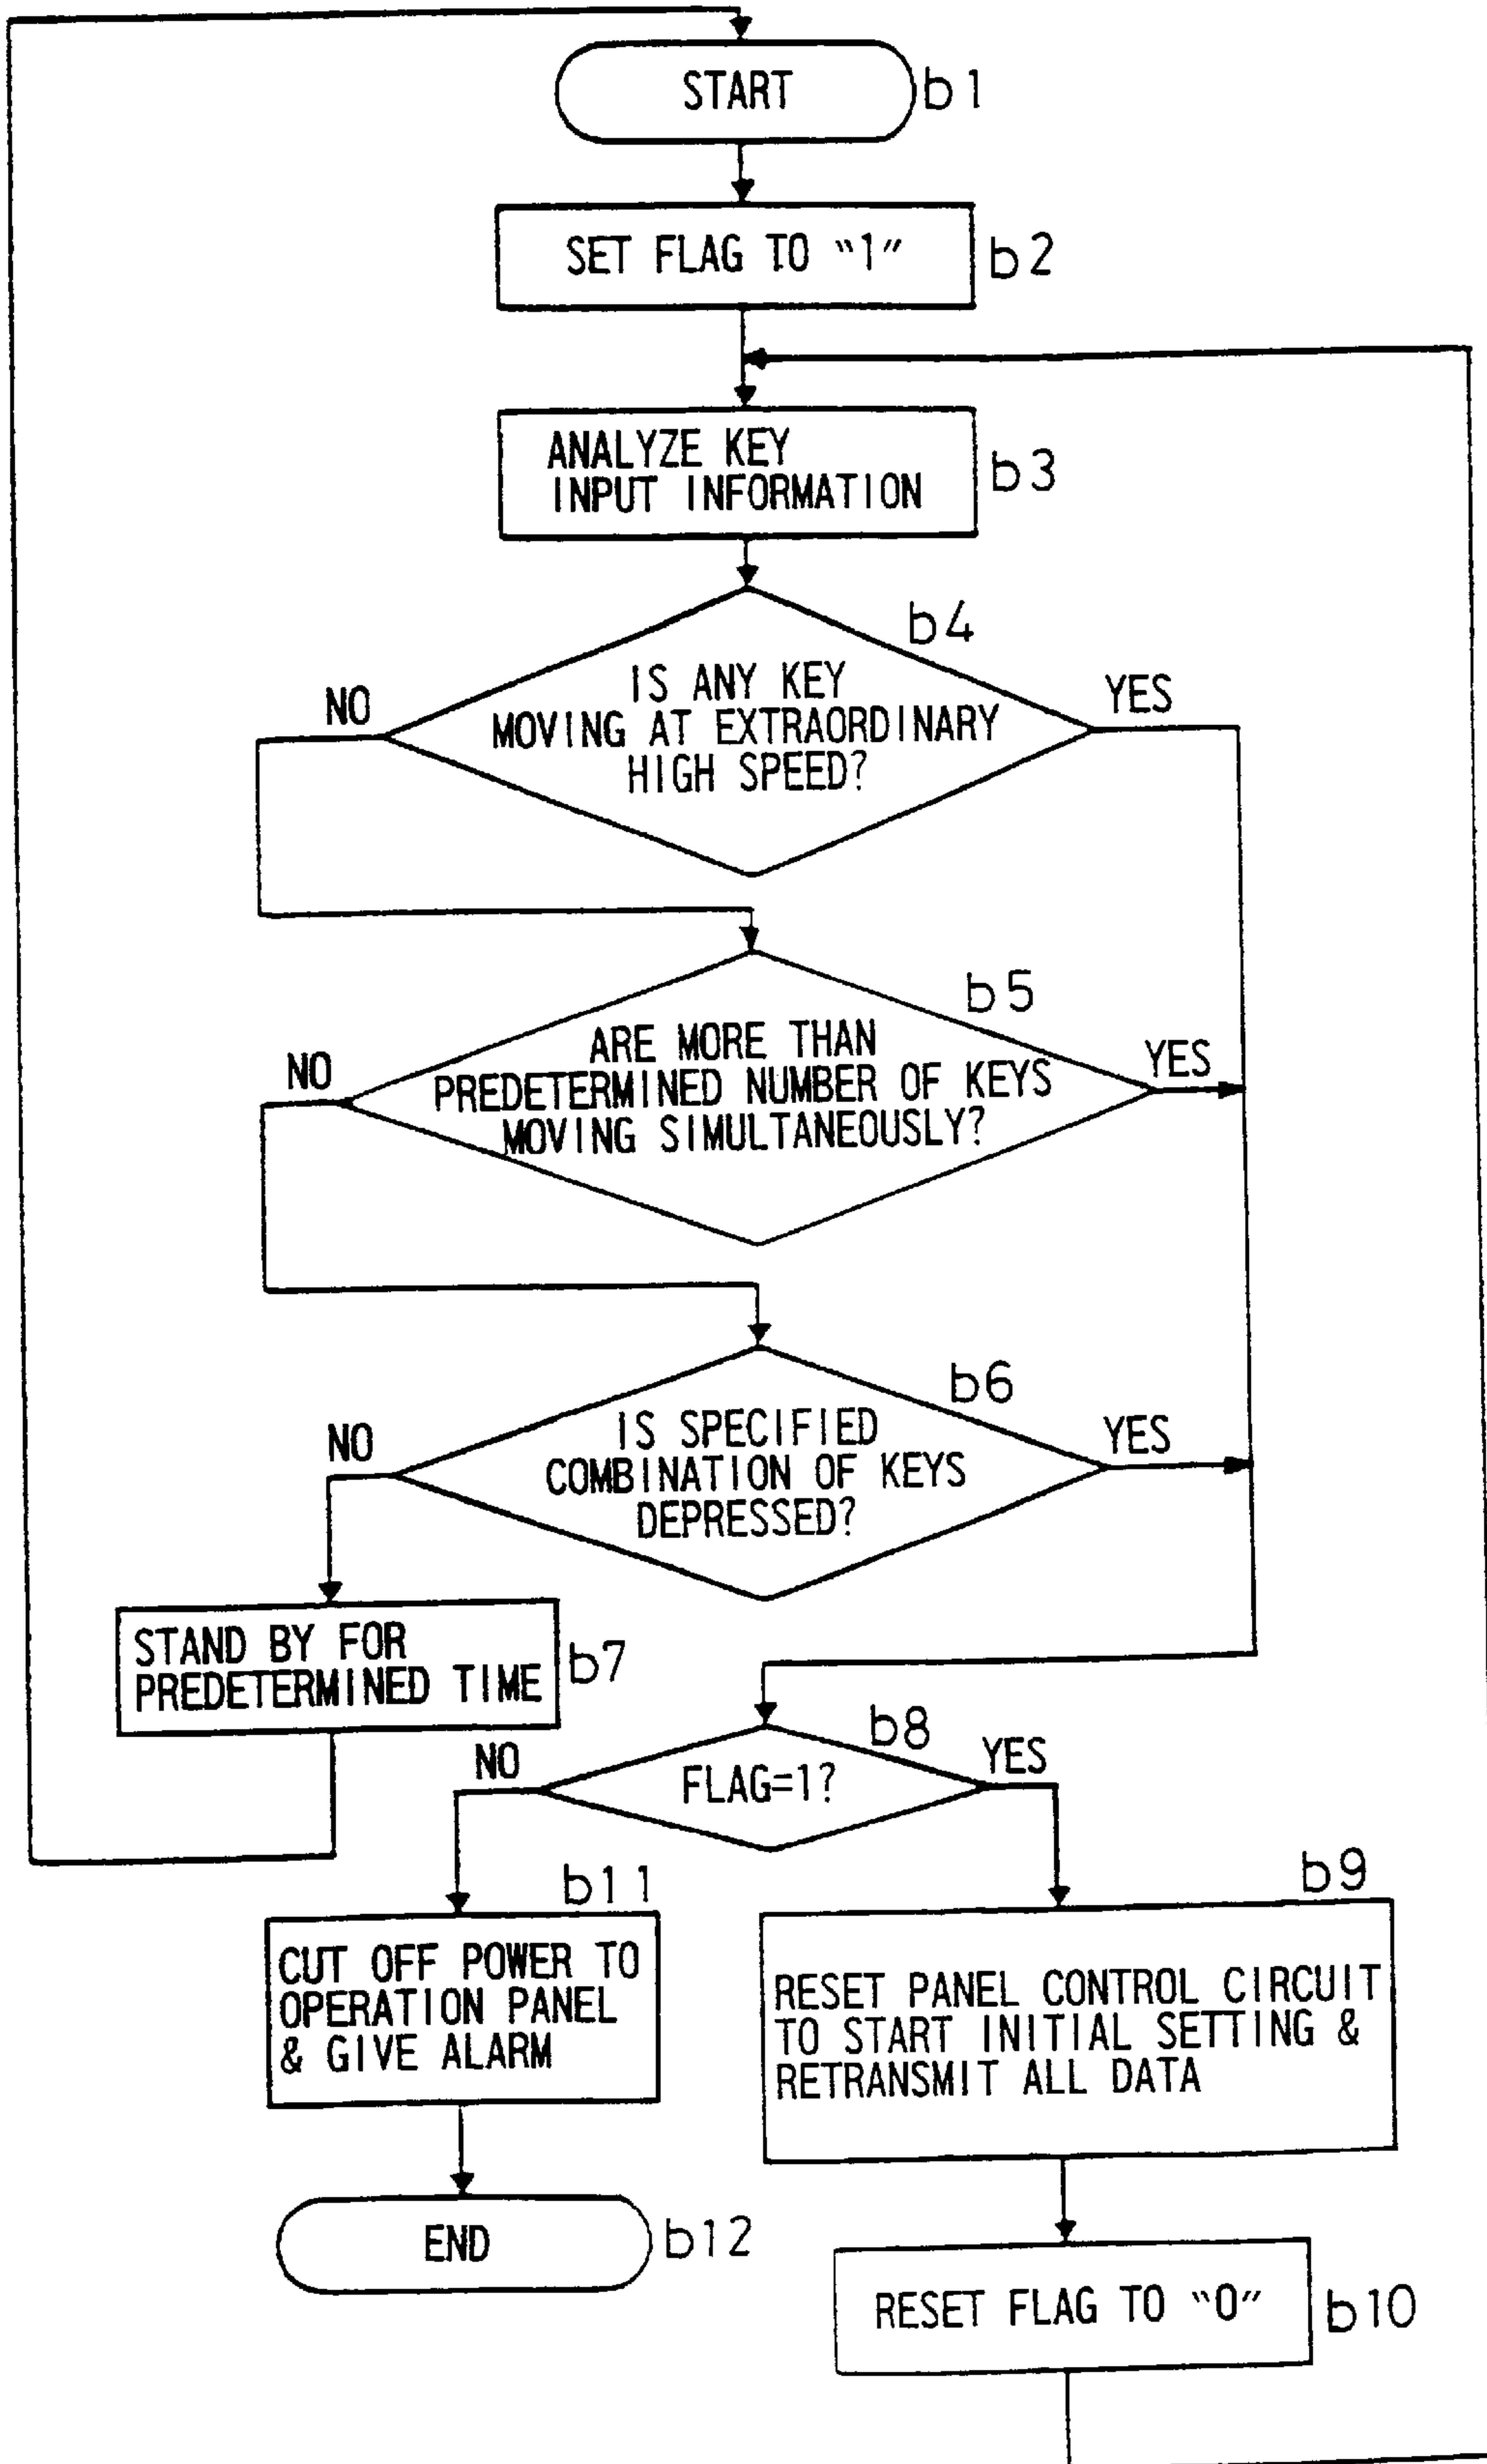 START
b1
SET FLAG TO "1"
b2
ANALYZE KEY
INPUT INFORMATION
b3
b4
IS ANY KEY
MOVING AT EXTRAORDINARY
HIGH SPEED?
NO
YES
b5
ARE MORE THAN
PREDETERMINED NUMBER OF KEYS
MOVING SIMULTANEOUSLY?
NO
YES
b6
IS SPECIFIED
COMBINATION OF KEYS
DEPRESSED?
NO
YES
STAND BY FOR
PREDETERMINED TIME
b7
b8
FLAG=1?
NO
YES
b11
CUT OFF POWER TO
OPERATION PANEL
& GIVE ALARM
b9
RESET PANEL CONTROL CIRCUIT
TO START INITIAL SETTING &
RETRANSMIT ALL DATA
END
b12
RESET FLAG TO "0"
b10